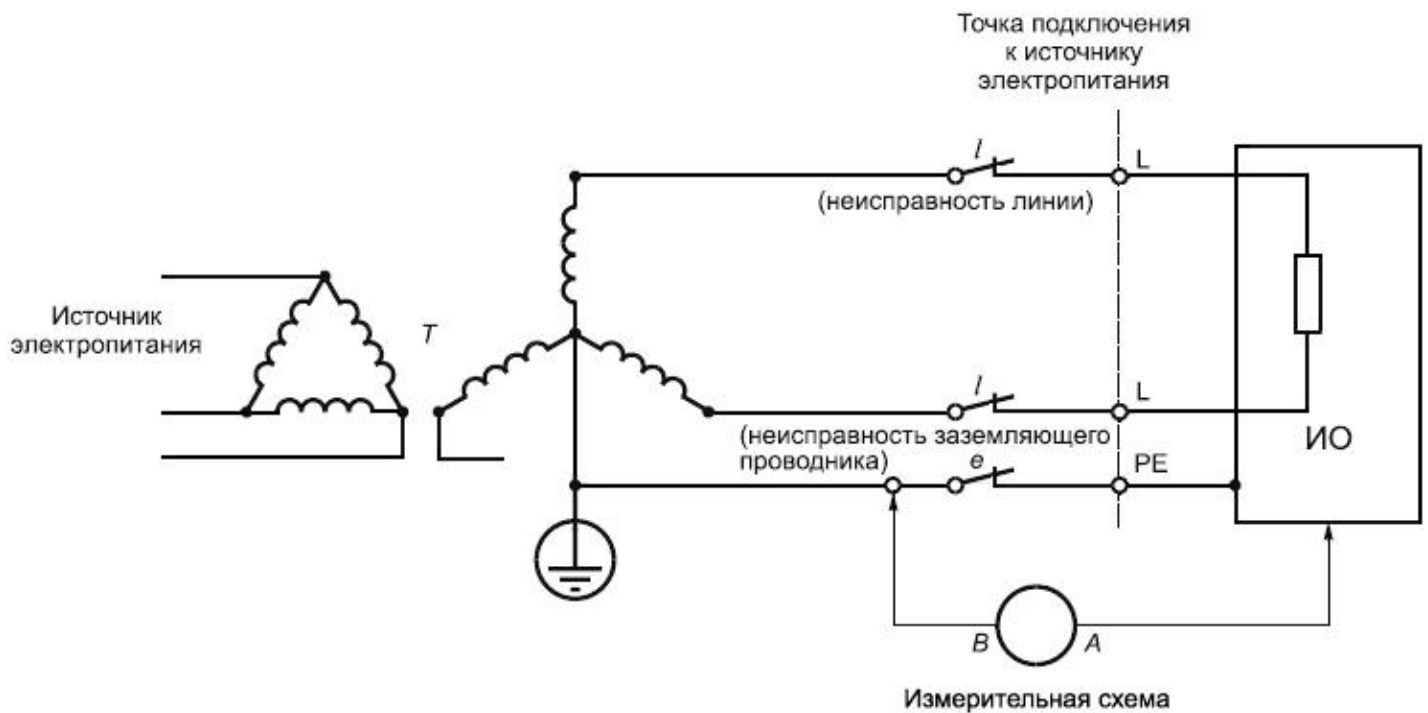 Точка подключения
к источнику
электропитания
l
L
(неисправность линии)
Источник
электропитания
T
l
L
(неисправность заземляющего
проводника)
e
PE
ИО
B
A
Измерительная схема